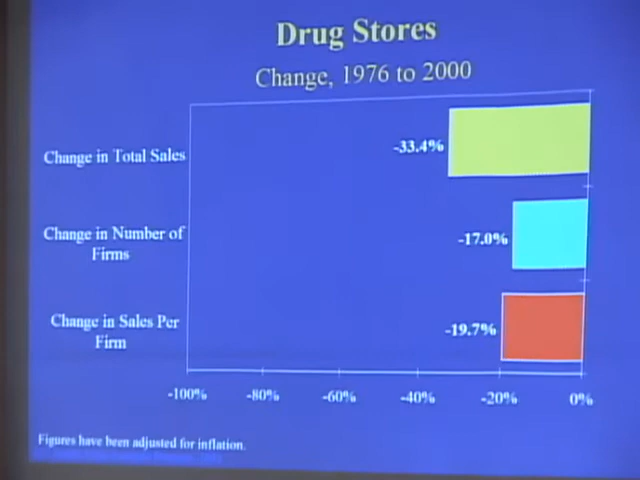 Drug Stores
Change, 1976 to 2000
Change in Total Sales
-33.4%
Change in Number of
Firms
-17.0%
Change in Sales Per
Firm
-19.7%
-100%
-80%
-60%
-40%
-20%
0%
Figures have been adjusted for inflation.